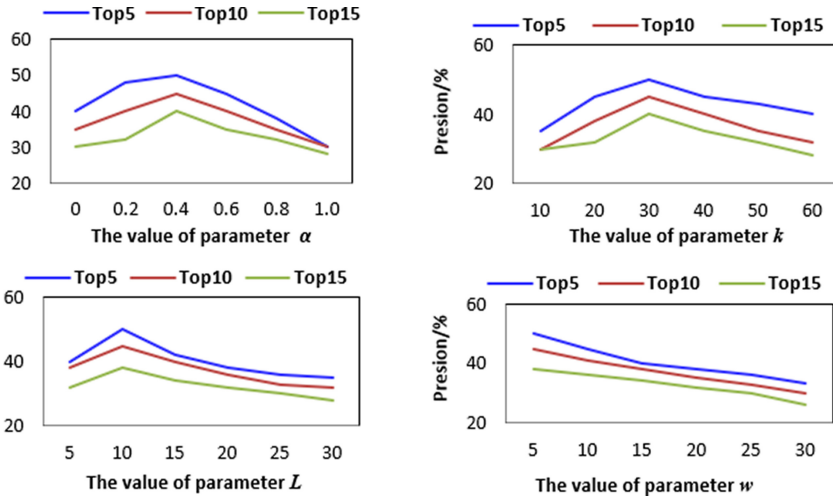 Top5 Top10 Top15
60
50
40
30
20
0 0.2 0.4 0.6 0.8 1.0
The value of parameter α
Top5 Top10 Top15
Presion/%
60
40
20
10 20 30 40 50 60
The value of parameter k
Top5 Top10 Top15
60
40
20
5 10 15 20 25 30
The value of parameter L
Top5 Top10 Top15
Presion/%
60
40
20
5 10 15 20 25 30
The value of parameter w